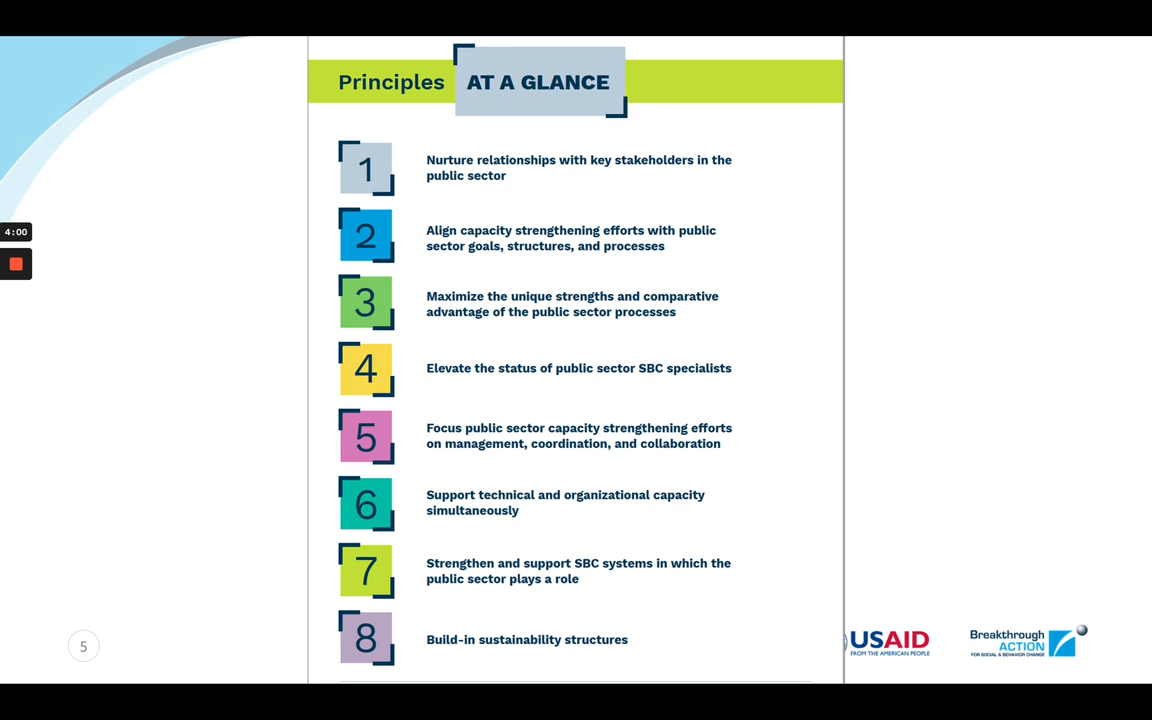 Principles AT A GLANCE
1
Nurture relationships with key stakeholders in the
public sector
4:00
2
Align capacity strengthening efforts with public
sector goals, structures, and processes
3
Maximize the unique strengths and comparative
advantage of the public sector processes
4
Elevate the status of public sector SBC specialists
5
Focus public sector capacity strengthening efforts
on management, coordination, and collaboration
6
Support technical and organizational capacity
simultaneously
7
Strengthen and support SBC systems in which the
public sector plays a role
8
Build-in sustainability structures
5
USAID
FROM THE AMERICAN PEOPLE
Breakthrough
ACTION
FOR SOCIAL & BEHAVIOR CHANGE